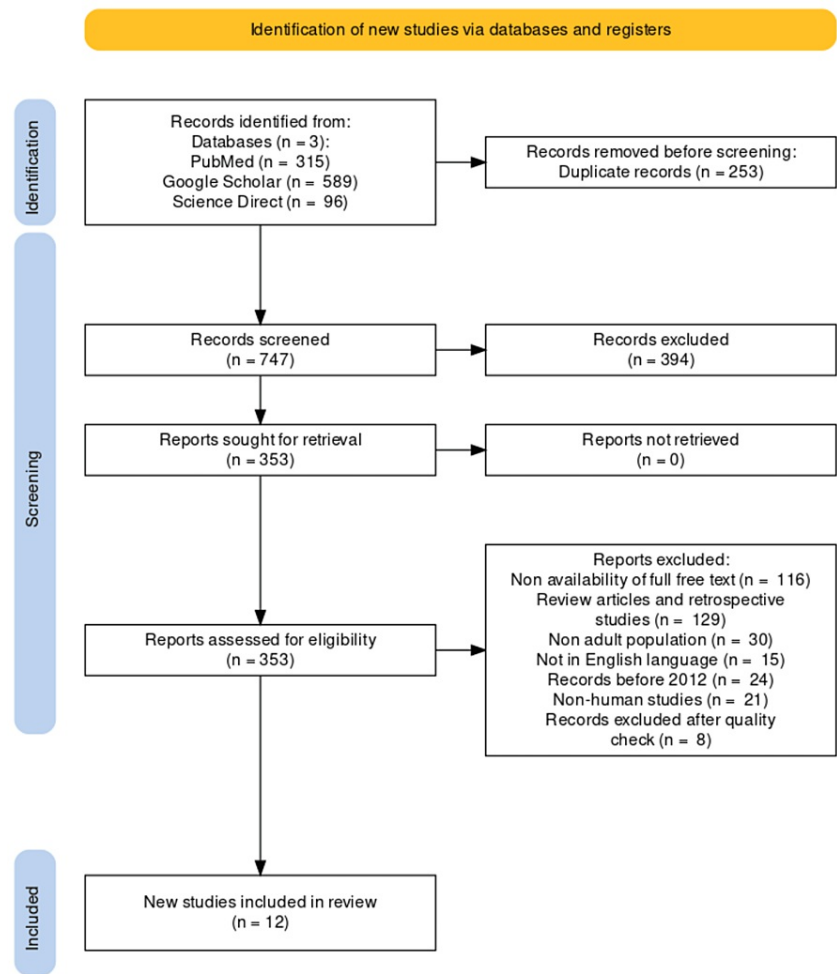 Identification of new studies via databases and registers
Identification
Records identified from:
Databases (n = 3):
PubMed (n = 315)
Google Scholar (n = 589)
Science Direct (n = 96)
Records removed before screening:
Duplicate records (n = 253)
Screening
Records screened
(n = 747)
Records excluded
(n = 394)
Reports sought for retrieval
(n = 353)
Reports not retrieved
(n = 0)
Reports assessed for eligibility
(n = 353)
Reports excluded:
Non availability of full free text (n = 116)
Review articles and retrospective
studies (n = 129)
Non adult population (n = 30)
Not in English language (n = 15)
Records before 2012 (n = 24)
Non-human studies (n = 21)
Records excluded after quality
check (n = 8)
Included
New studies included in review
(n = 12)